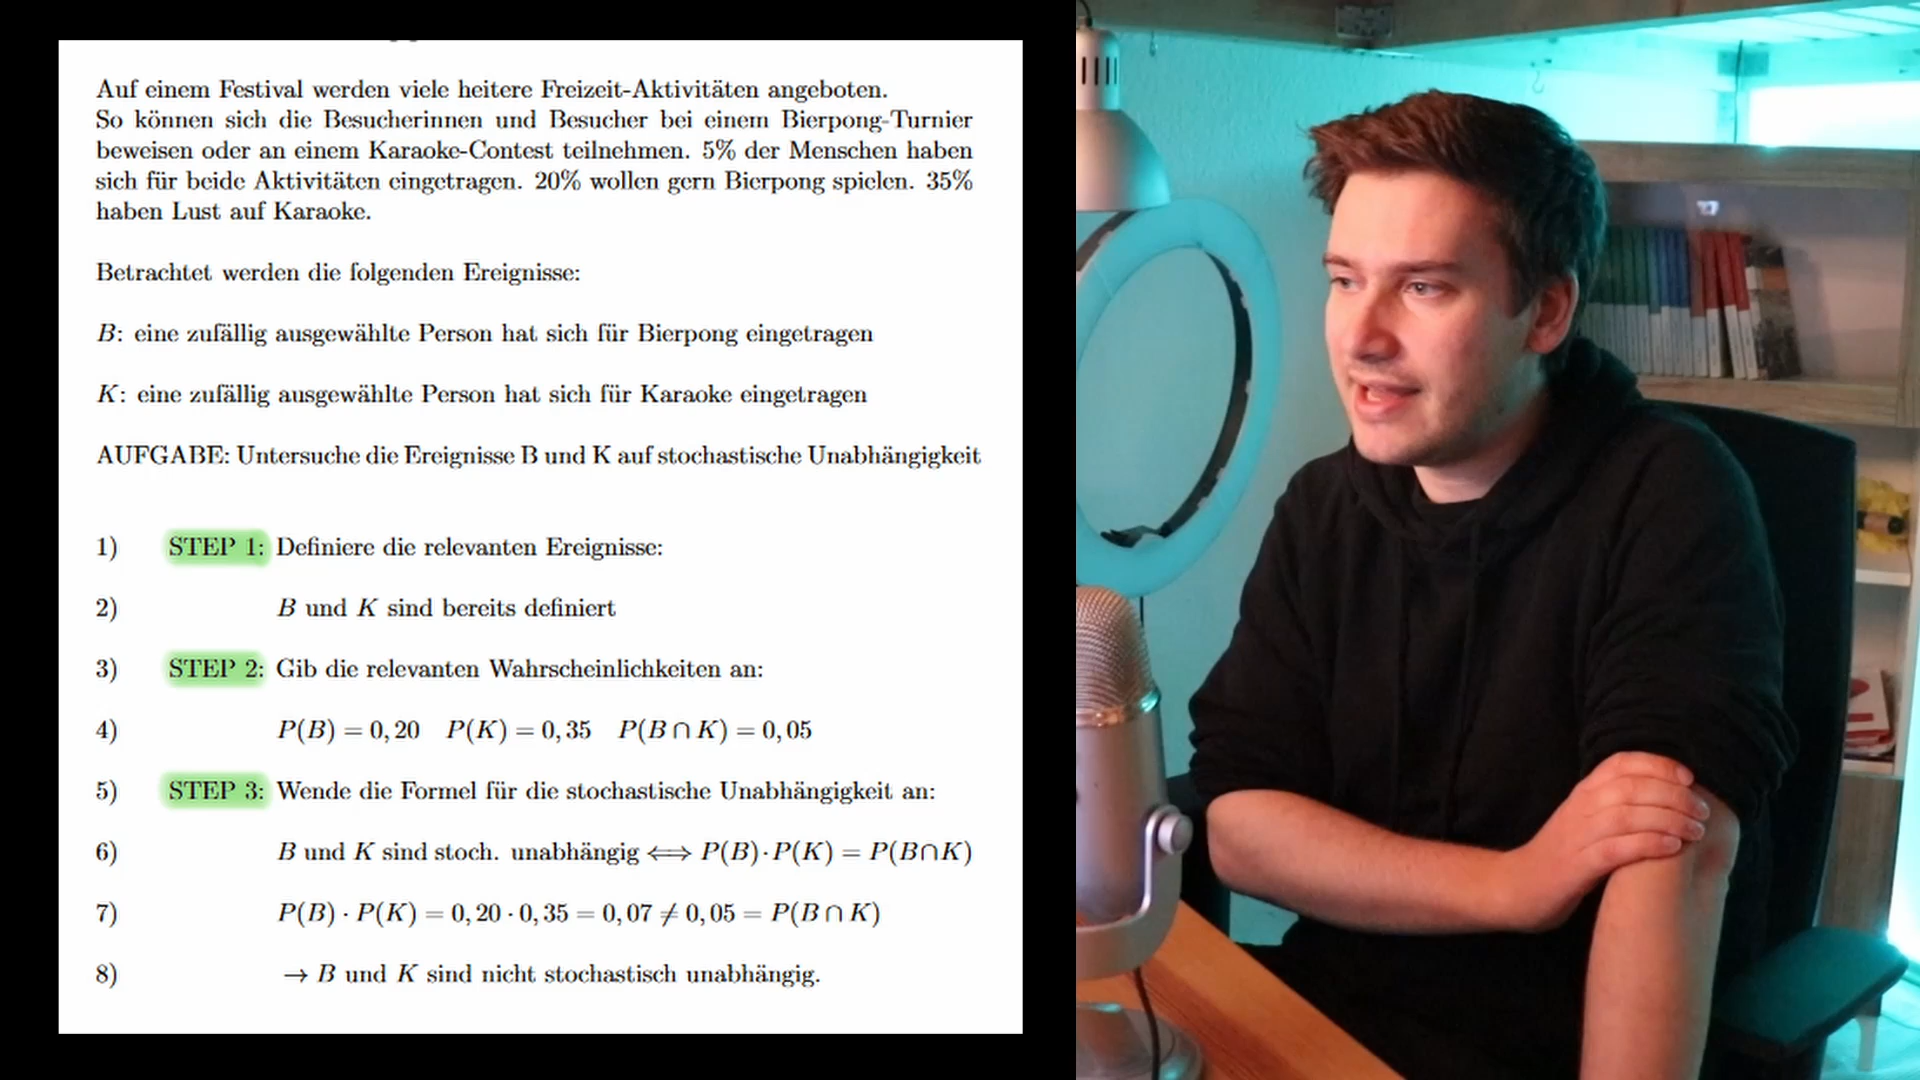 Auf einem Festival werden viele heitere Freizeit-Aktivitäten angeboten.
So können sich die Besucherinnen und Besucher bei einem Bierpong-Turnier
beweisen oder an einem Karaoke-Contest teilnehmen. 5% der Menschen haben
sich für beide Aktivitäten eingetragen. 20% wollen gern Bierpong spielen. 35%
haben Lust auf Karaoke.
Betrachtet werden die folgenden Ereignisse:
B: eine zufällig ausgewählte Person hat sich für Bierpong eingetragen
K: eine zufällig ausgewählte Person hat sich für Karaoke eingetragen
AUFGABE: Untersuche die Ereignisse B und K auf stochastische Unabhängigkeit
1) STEP 1: Definiere die relevanten Ereignisse:
2) B und K sind bereits definiert
3) STEP 2: Gib die relevanten Wahrscheinlichkeiten an:
4) P(B) = 0,20 P(K) = 0,35 P(B ∩ K) = 0,05
5) STEP 3: Wende die Formel für die stochastische Unabhängigkeit an:
6) B und K sind stoch. unabhängig ⟺ P(B)·P(K) = P(B∩K)
7) P(B) · P(K) = 0,20 · 0,35 = 0,07 ≠ 0,05 = P(B ∩ K)
8) → B und K sind nicht stochastisch unabhängig.